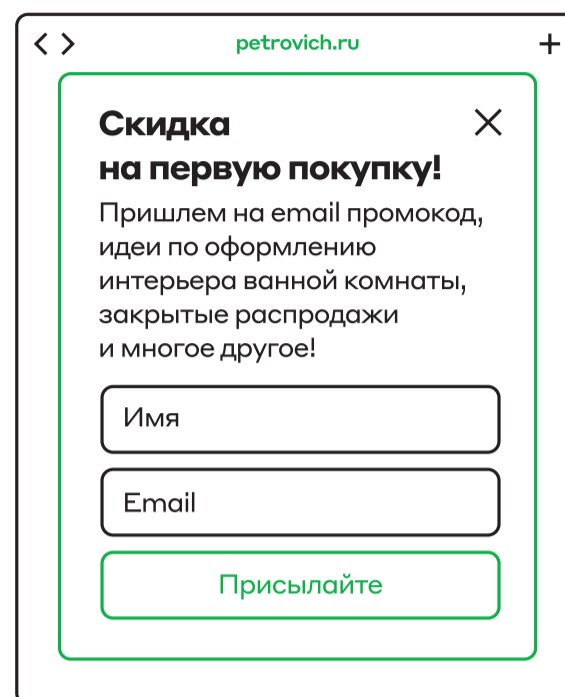 petrovich.ru
Скидка
на первую покупку!
Пришлем на email промокод,
идеи по оформлению
интерьера ванной комнаты,
закрытые распродажи
и многое другое!
Имя
Email
Присылайте